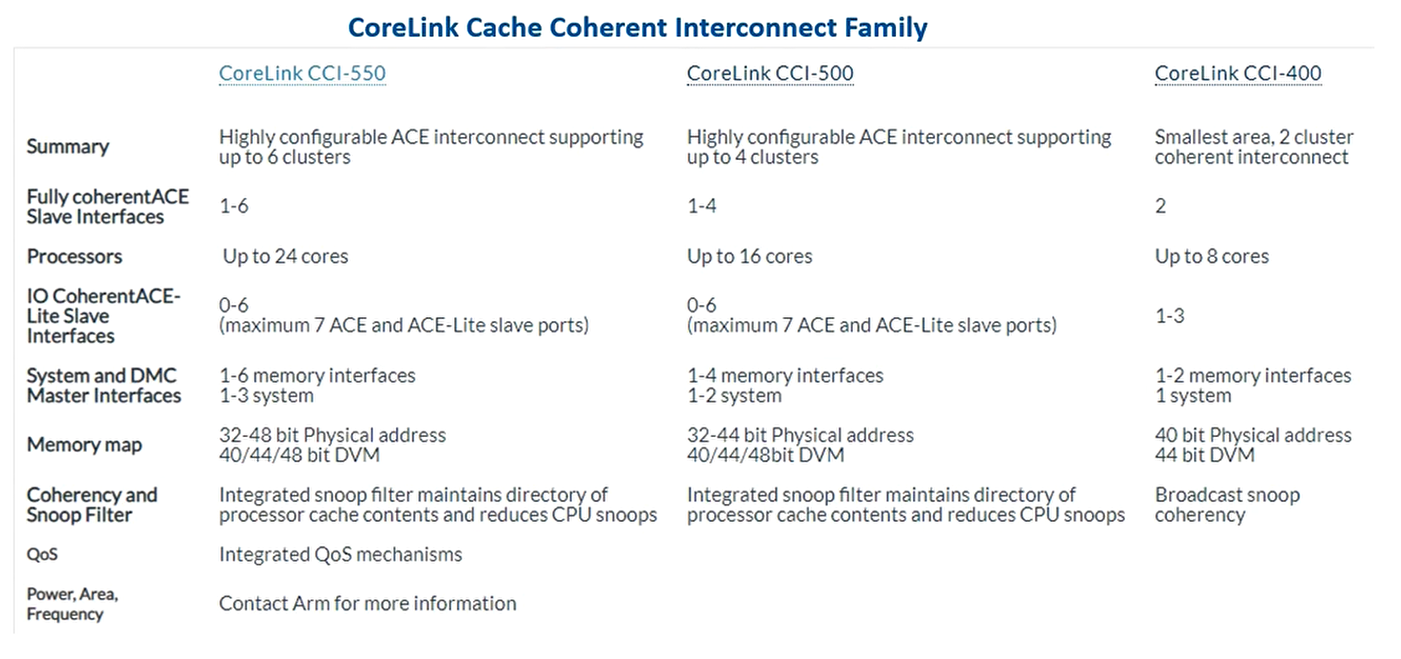 CoreLink Cache Coherent Interconnect Family
CoreLink CCI-550 CoreLink CCI-500 CoreLink CCI-400
Summary
Highly configurable ACE interconnect supporting
up to 6 clusters
Highly configurable ACE interconnect supporting
up to 4 clusters
Smallest area, 2 cluster
coherent interconnect
Fully coherentACE
Slave Interfaces
1-6
1-4
2
Processors
Up to 24 cores
Up to 16 cores
Up to 8 cores
IO CoherentACE-
Lite Slave
Interfaces
0-6
(maximum 7 ACE and ACE-Lite slave ports)
0-6
(maximum 7 ACE and ACE-Lite slave ports)
1-3
System and DMC
Master Interfaces
1-6 memory interfaces
1-3 system
1-4 memory interfaces
1-2 system
1-2 memory interfaces
1 system
Memory map
32-48 bit Physical address
40/44/48 bit DVM
32-44 bit Physical address
40/44/48bit DVM
40 bit Physical address
44 bit DVM
Coherency and
Snoop Filter
Integrated snoop filter maintains directory of
processor cache contents and reduces CPU snoops
Integrated snoop filter maintains directory of
processor cache contents and reduces CPU snoops
Broadcast snoop
coherency
QoS
Integrated QoS mechanisms
Power, Area,
Frequency
Contact Arm for more information